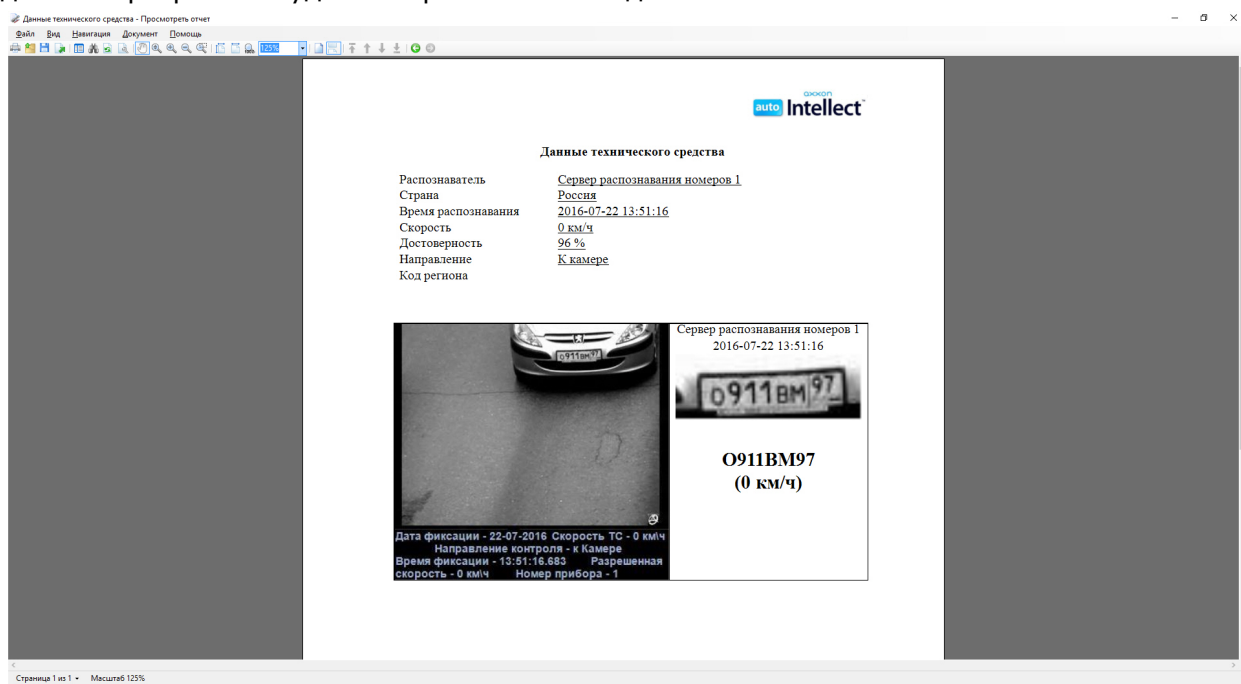 Данные технического средства - Просмотреть отчет
Файл Вид Навигация Документ Помощь
125%
axxon
auto Intellect
Данные технического средства
Распознаватель Сервер распознавания номеров 1
Страна Россия
Время распознавания 2016-07-22 13:51:16
Скорость 0 км/ч
Достоверность 96 %
Направление К камере
Код региона
о911вм97
Дата фиксации - 22-07-2016 Скорость ТС - 0 км\ч
Направление контроля - к Камере
Время фиксации - 13:51:16.683 Разрешенная
скорость - 0 км\ч Номер прибора - 1
Сервер распознавания номеров 1
2016-07-22 13:51:16
о911вм97
О911ВМ97
(0 км/ч)
Страница 1 из 1 Масштаб 125%